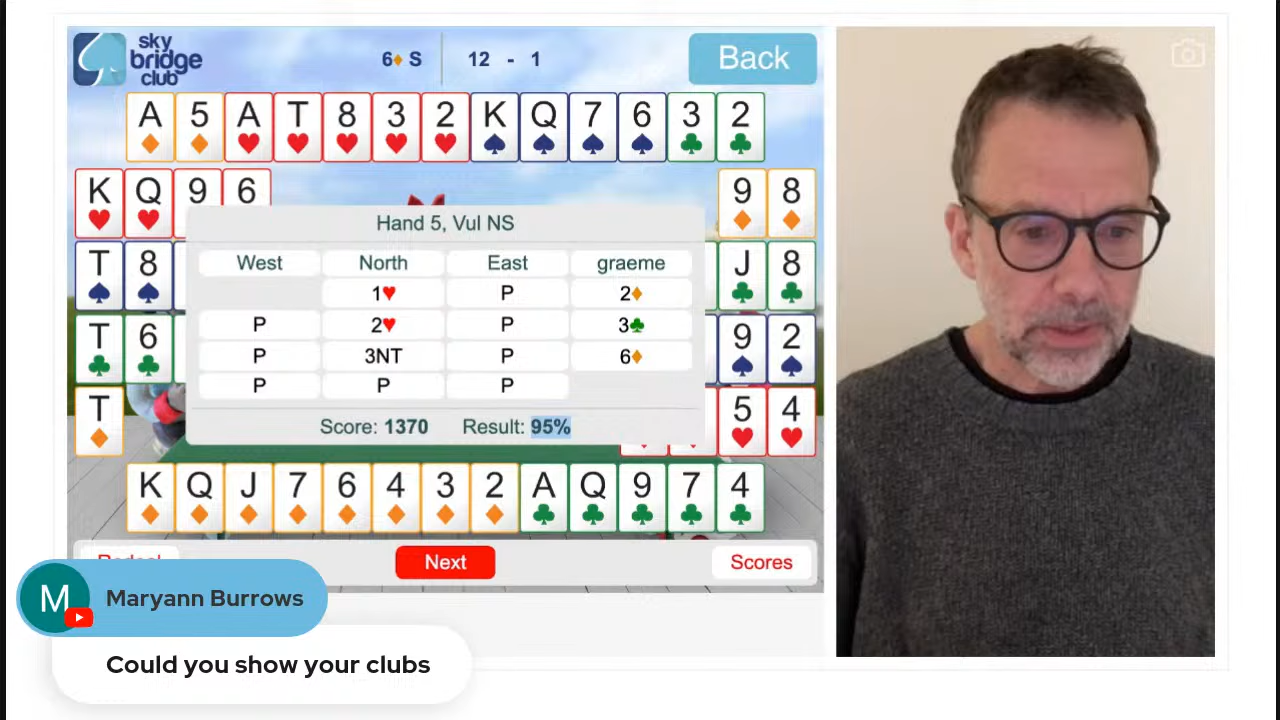 sky
bridge
club
6♦ S
12 - 1
Back
A♦ 5♦ A♥ T♥ 8♥ 3♥ 2♥ K♠ Q♠ 7♠ 6♠ 3♣ 2♣
K♥ Q♥ 9 6
9♦ 8♦
Hand 5, Vul NS
West North East graeme
T♠ 8♠
J♣ 8♣
1♥ P 2♦
P 2♥ P 3♣
T♣ 6♣
9♠ 2♠
P 3NT P 6♦
P P P
T♦
5♥ 4♥
Score: 1370 Result: 95%
K♦ Q♦ J♦ 7♦ 6♦ 4♦ 3♦ 2♦ A♣ Q♣ 9♣ 7♣ 4♣
Next
Scores
M
Maryann Burrows
Could you show your clubs